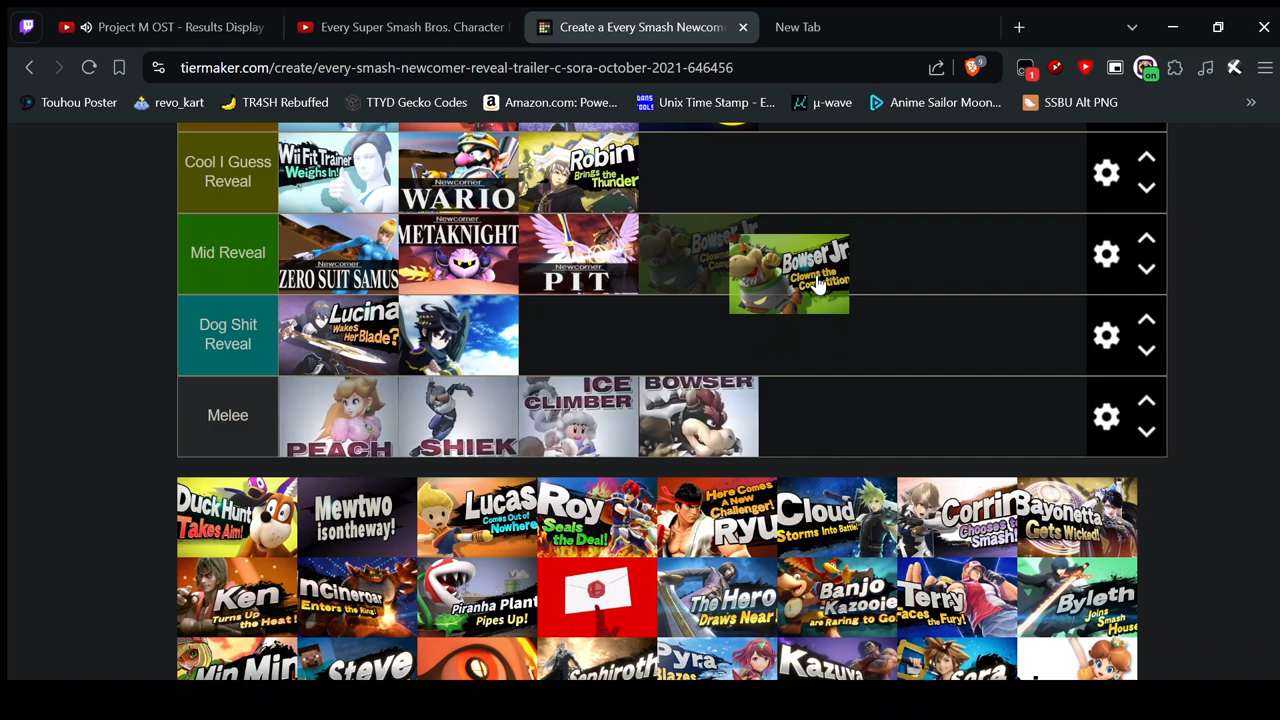 Project M OST - Results Display
Every Super Smash Bros. Character
Create a Every Smash Newcom
New Tab
tiermaker.com/create/every-smash-newcomer-reveal-trailer-c-sora-october-2021-646456
9
1
on
Touhou Poster
revo_kart
TR4SH Rebuffed
TTYD Gecko Codes
Amazon.com: Powe...
DAN'S TOOLS
Unix Time Stamp - E...
μ-wave
Anime Sailor Moon...
SSBU Alt PNG
Cool I Guess
Reveal
Wii Fit Trainer
Weighs In!
Newcomer
WARIO
Robin
Brings the
Thunder
Mid Reveal
Newcomer
ZERO SUIT SAMUS
Newcomer
METAKNIGHT
Newcomer
PIT
Bowser Jr.
Clowns the
Competition
Dog Shit
Reveal
Lucina
Wakes
Her Blade?
Melee
PEACH
SHIEK
ICE
CLIMBER
BOWSER
Duck Hunt
Takes Aim!
Mewtwo
isontheway!
Lucas
Comes Out of
Nowhere
Roy
Seals
the Deal!
Here Comes
A New
Challenger!
Ryu
Cloud
Storms Into Battle!
Corrin
Chooses to
Smash!
Bayonetta
Gets Wicked!
Ken
Turns Up
the Heat!
ncineroar
Enters the Ring!
Piranha Plant
Pipes Up!
The Hero
Draws Near!
Banjo
-Kazooie
are Raring to Go
Terry
Faces the Fury!
Byleth
Joins
Smash
House
Min Min
Steve
Sephiroth
Pyra
Blazes
Kazuya
Sora